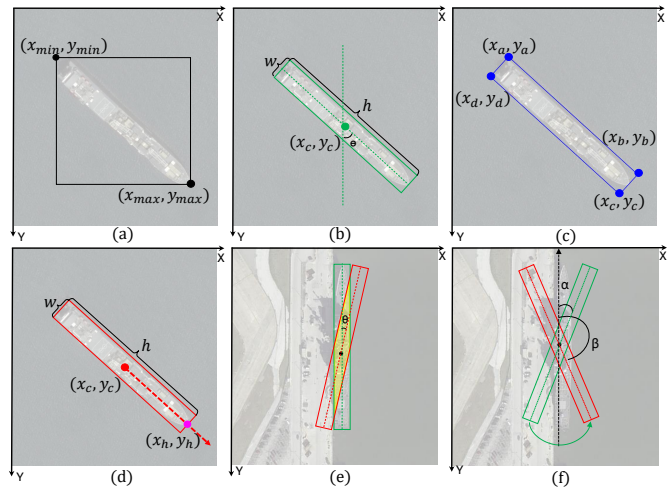 X
(x_min, y_min)
(x_max, y_max)
Y
(a)
X
w
h
(x_c, y_c)
θ
Y
(b)
X
(x_a, y_a)
(x_d, y_d)
(x_b, y_b)
(x_c, y_c)
Y
(c)
X
w
h
(x_c, y_c)
(x_h, y_h)
Y
(d)
X
θ
Y
(e)
X
α
β
Y
(f)